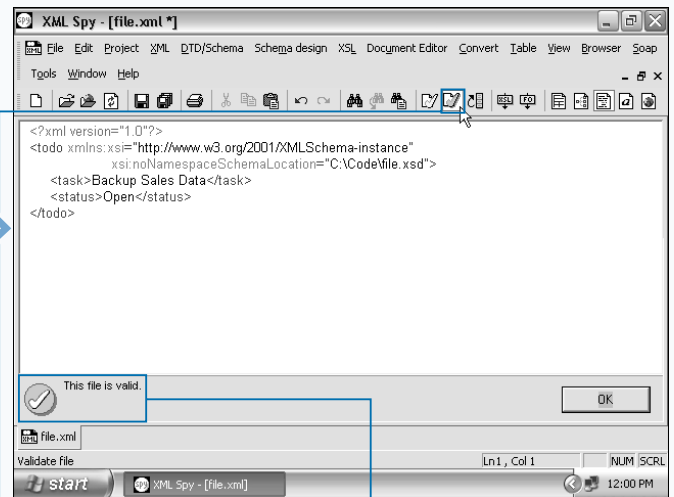 XML Spy - [file.xml *]
File Edit Project XML DTD/Schema Schema design XSL Document Editor Convert Table View Browser Soap
Tools Window Help
<?xml version="1.0"?>
<todo xmlns:xsi="http://www.w3.org/2001/XMLSchema-instance"
xsi:noNamespaceSchemaLocation="C:\Code\file.xsd">
<task>Backup Sales Data</task>
<status>Open</status>
</todo>
This file is valid.
OK
file.xml
Validate file Ln1, Col 1 NUM SCRL
start XML Spy - [file.xml] 12:00 PM